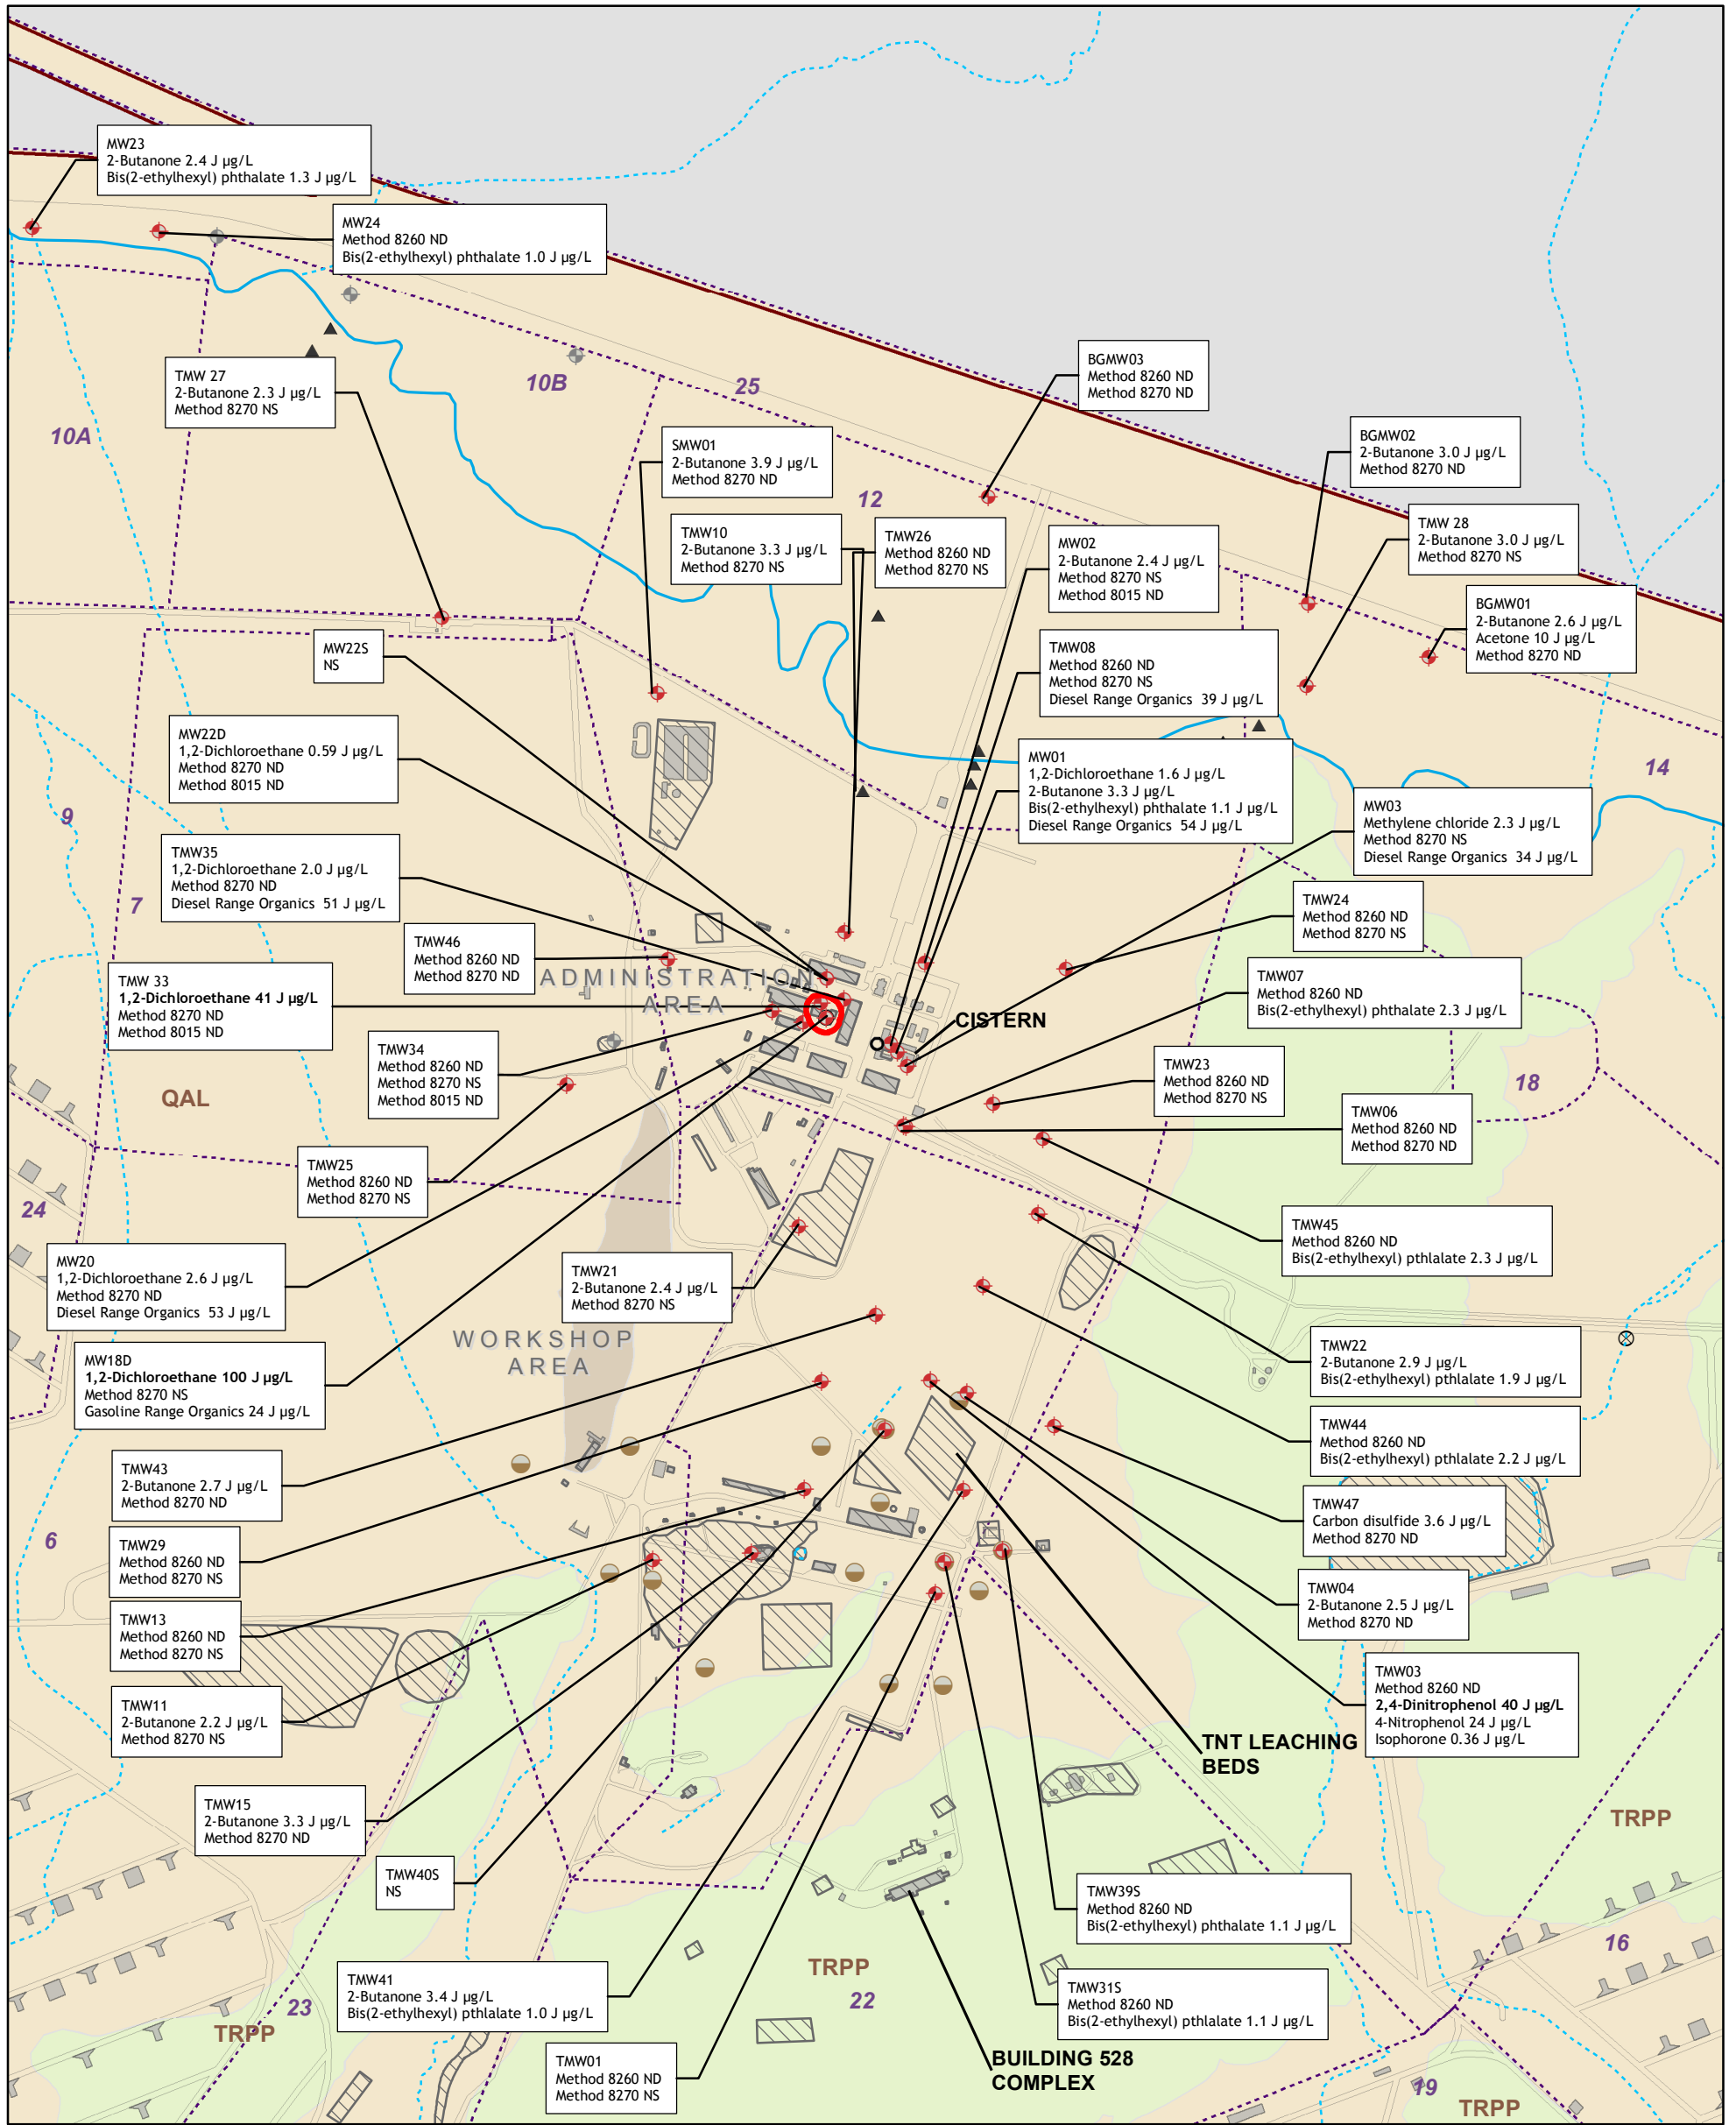 MW23
2-Butanone 2.4 J µg/L
Bis(2-ethylhexyl) phthalate 1.3 J µg/L
MW24
Method 8260 ND
Bis(2-ethylhexyl) phthalate 1.0 J µg/L
TMW 27
2-Butanone 2.3 J µg/L
Method 8270 NS
10B
25
10A
BGMW03
Method 8260 ND
Method 8270 ND
SMW01
2-Butanone 3.9 J µg/L
Method 8270 ND
12
BGMW02
2-Butanone 3.0 J µg/L
Method 8270 ND
TMW10
2-Butanone 3.3 J µg/L
Method 8270 NS
TMW26
Method 8260 ND
Method 8270 NS
MW02
2-Butanone 2.4 J µg/L
Method 8270 NS
Method 8015 ND
TMW 28
2-Butanone 3.0 J µg/L
Method 8270 NS
BGMW01
2-Butanone 2.6 J µg/L
Acetone 10 J µg/L
Method 8270 ND
MW22S
NS
TMW08
Method 8260 ND
Method 8270 NS
Diesel Range Organics 39 J µg/L
MW22D
1,2-Dichloroethane 0.59 J µg/L
Method 8270 ND
Method 8015 ND
MW01
1,2-Dichloroethane 1.6 J µg/L
2-Butanone 3.3 J µg/L
Bis(2-ethylhexyl) phthalate 1.1 J µg/L
Diesel Range Organics 54 J µg/L
14
9
MW03
Methylene chloride 2.3 J µg/L
Method 8270 NS
Diesel Range Organics 34 J µg/L
TMW35
1,2-Dichloroethane 2.0 J µg/L
Method 8270 ND
Diesel Range Organics 51 J µg/L
7
TMW24
Method 8260 ND
Method 8270 NS
TMW46
Method 8260 ND
Method 8270 ND
ADMINISTRATION
AREA
TMW 33
1,2-Dichloroethane 41 J µg/L
Method 8270 ND
Method 8015 ND
TMW07
Method 8260 ND
Bis(2-ethylhexyl) phthalate 2.3 J µg/L
CISTERN
TMW34
Method 8260 ND
Method 8270 NS
Method 8015 ND
TMW23
Method 8260 ND
Method 8270 NS
18
QAL
TMW06
Method 8260 ND
Method 8270 ND
TMW25
Method 8260 ND
Method 8270 NS
24
TMW45
Method 8260 ND
Bis(2-ethylhexyl) pthlalate 2.3 J µg/L
MW20
1,2-Dichloroethane 2.6 J µg/L
Method 8270 ND
Diesel Range Organics 53 J µg/L
TMW21
2-Butanone 2.4 J µg/L
Method 8270 NS
WORKSHOP
AREA
TMW22
2-Butanone 2.9 J µg/L
Bis(2-ethylhexyl) pthlalate 1.9 J µg/L
MW18D
1,2-Dichloroethane 100 J µg/L
Method 8270 NS
Gasoline Range Organics 24 J µg/L
TMW44
Method 8260 ND
Bis(2-ethylhexyl) pthlalate 2.2 J µg/L
TMW43
2-Butanone 2.7 J µg/L
Method 8270 ND
TMW47
Carbon disulfide 3.6 J µg/L
Method 8270 ND
6
TMW29
Method 8260 ND
Method 8270 NS
TMW04
2-Butanone 2.5 J µg/L
Method 8270 ND
TMW13
Method 8260 ND
Method 8270 NS
TMW03
Method 8260 ND
2,4-Dinitrophenol 40 J µg/L
4-Nitrophenol 24 J µg/L
Isophorone 0.36 J µg/L
TMW11
2-Butanone 2.2 J µg/L
Method 8270 NS
TNT LEACHING
BEDS
TMW15
2-Butanone 3.3 J µg/L
Method 8270 ND
TRPP
TMW40S
NS
TMW39S
Method 8260 ND
Bis(2-ethylhexyl) phthalate 1.1 J µg/L
16
TRPP
22
TMW41
2-Butanone 3.4 J µg/L
Bis(2-ethylhexyl) pthlalate 1.0 J µg/L
23
TRPP
TMW31S
Method 8260 ND
Bis(2-ethylhexyl) pthlalate 1.1 J µg/L
TMW01
Method 8260 ND
Method 8270 NS
BUILDING 528
COMPLEX
19
TRPP